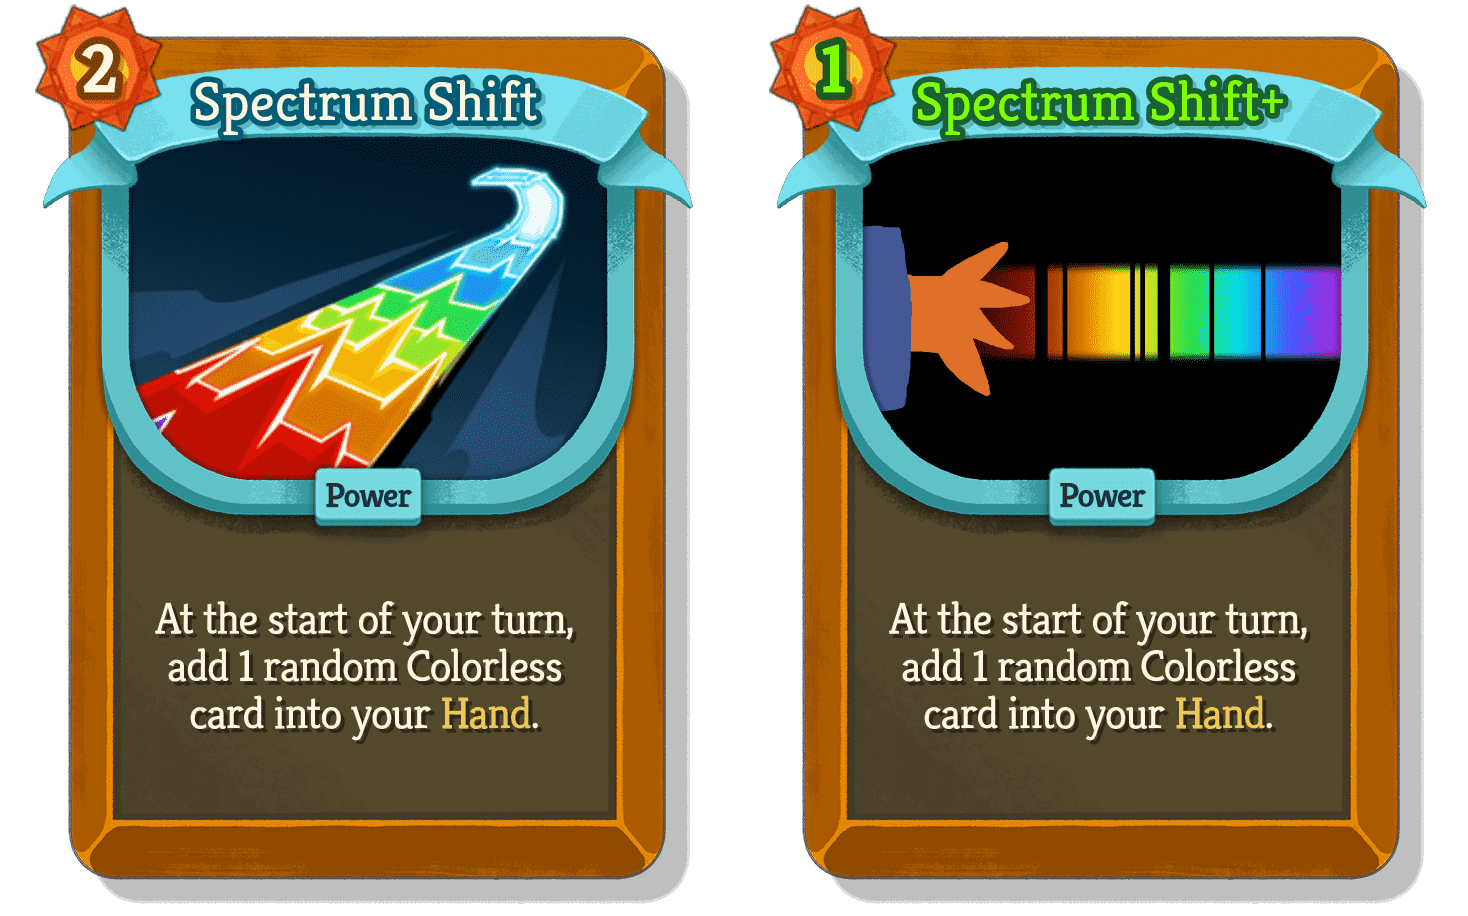 2
Spectrum Shift
Power
At the start of your turn,
add 1 random Colorless
card into your Hand.
1
Spectrum Shift+
Power
At the start of your turn,
add 1 random Colorless
card into your Hand.